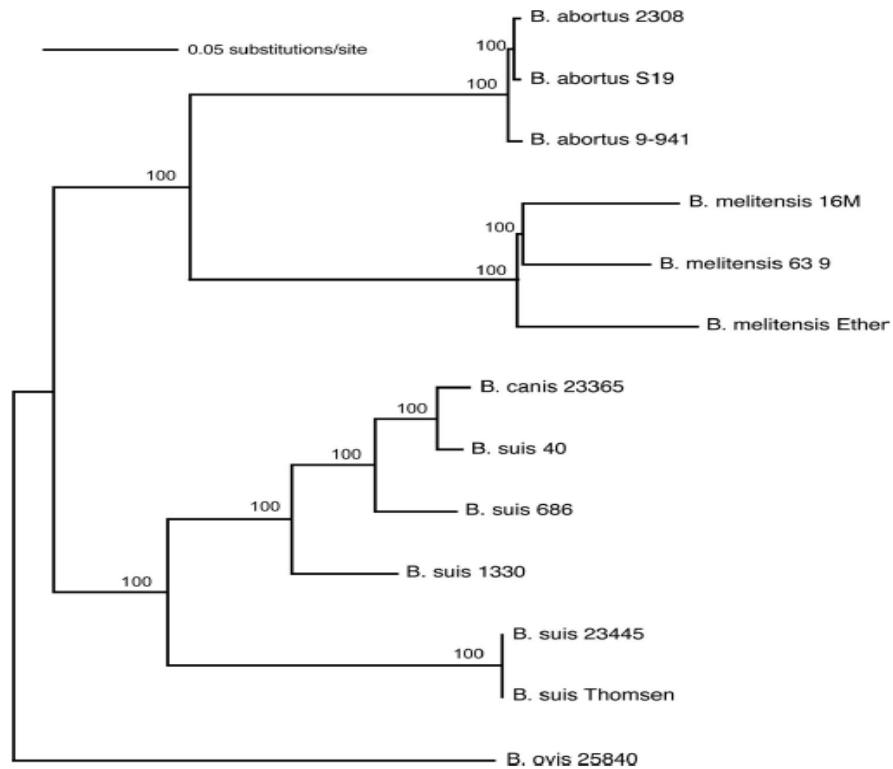 B. abortus 2308
0.05 substitutions/site
100
B. abortus S19
100
B. abortus 9-941
100
B. melitensis 16M
100
B. melitensis 63 9
100
B. melitensis Ether
B. canis 23365
100
B. suis 40
100
B. suis 686
100
B. suis 1330
100
B. suis 23445
100
B. suis Thomsen
B. ovis 25840